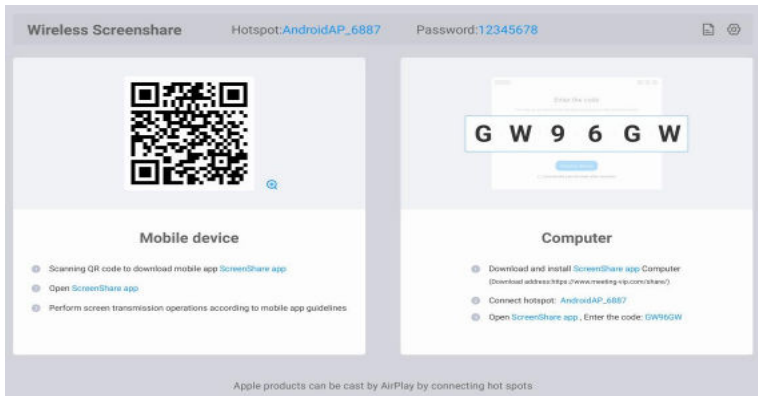 Wireless Screenshare
Hotspot:AndroidAP_6887
Password:12345678
Enter the code
G W 9 6 G W
Mobile device
Scanning QR code to download mobile app ScreenShare app
Open ScreenShare app
Perform screen transmission operations according to mobile app guidelines
Computer
Download and install ScreenShare app Computer
(Download address:https://www.meeting-vip.com/share/)
Connect hotspot: AndroidAP_6887
Open ScreenShare app , Enter the code: GW96GW
Apple products can be cast by AirPlay by connecting hot spots